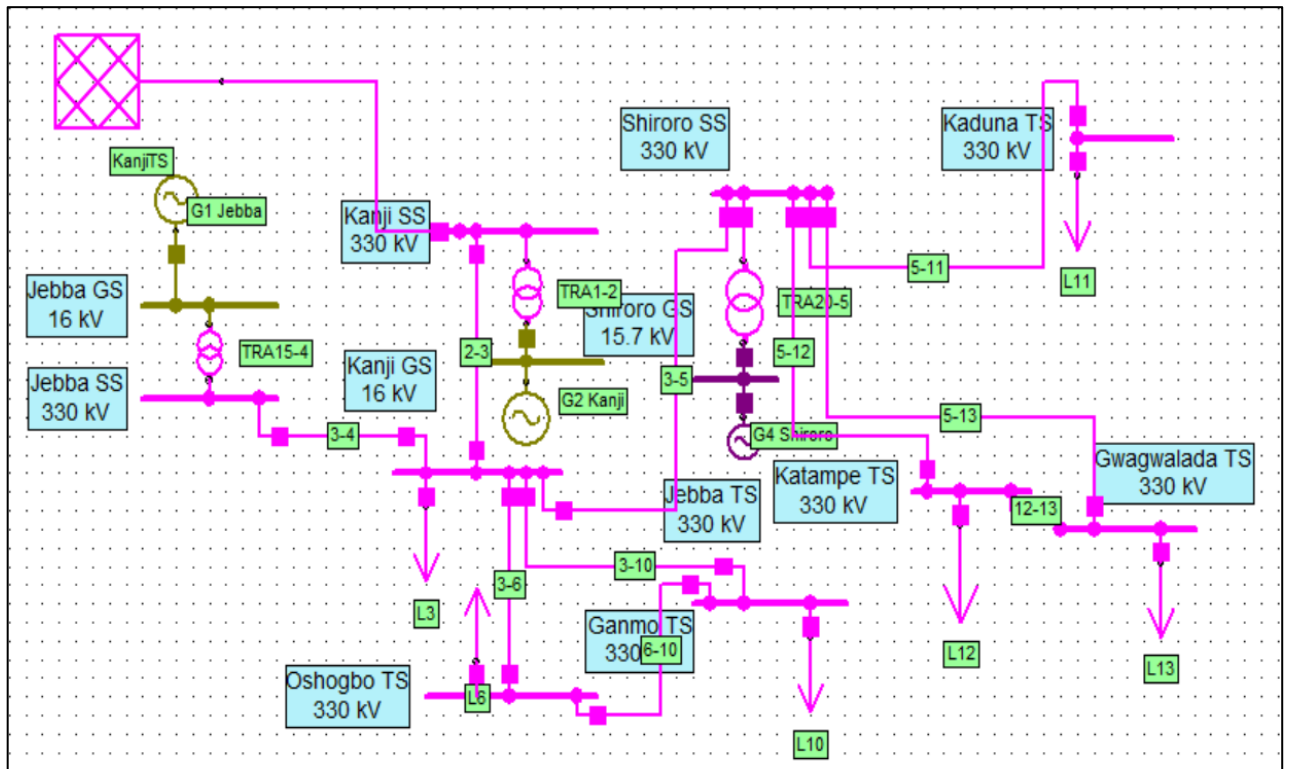 Shiroro SS
330 kV
Kaduna TS
330 kV
KanjiTS
G1 Jebba
Kanji SS
330 kV
5-11
L11
Jebba GS
16 kV
TRA1-2
Shiroro GS
15.7 kV
TRA20-5
TRA15-4
2-3
5-12
Kanji GS
16 kV
Jebba SS
330 kV
3-5
G2 Kanji
5-13
3-4
G4 Shiroro
Gwagwalada TS
330 kV
Katampe TS
330 kV
Jebba TS
330 kV
12-13
3-10
3-6
L3
Ganmo TS
330
6-10
L12
L13
Oshogbo TS
330 kV
L6
L10